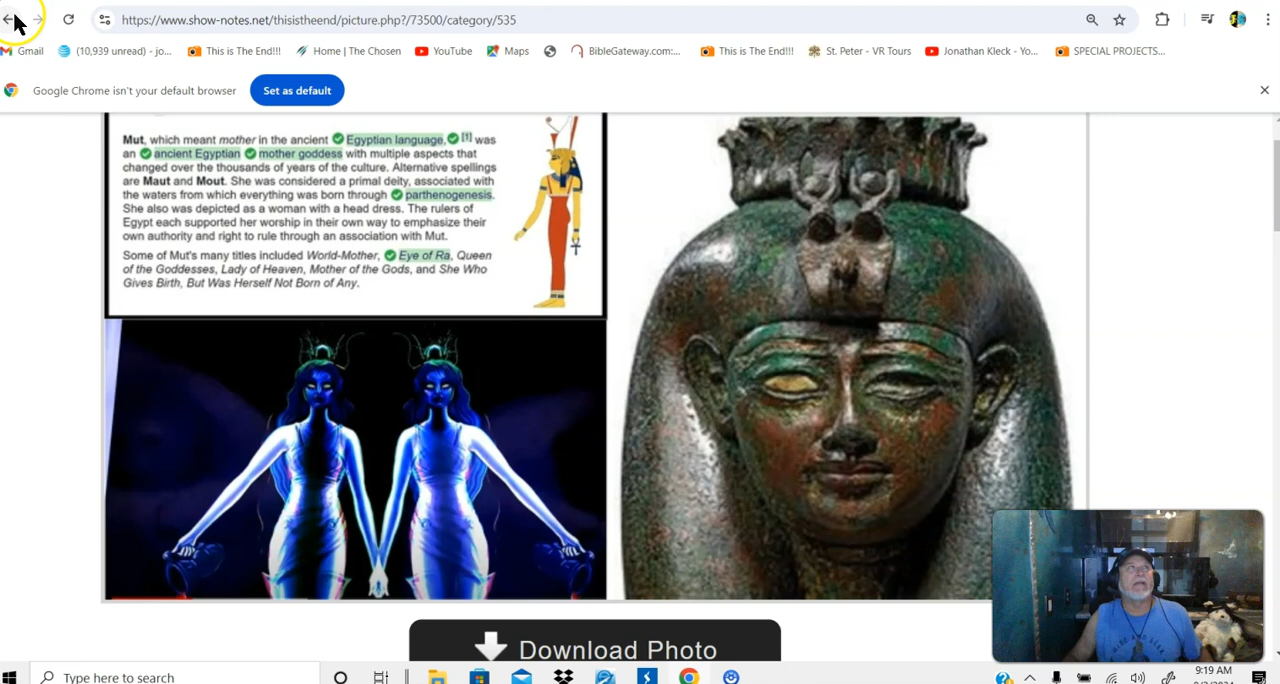 https://www.show-notes.net/thisistheend/picture.php?/73500/category/535
Gmail
(10,939 unread) - jo...
This is The End!!!
Home | The Chosen
YouTube
Maps
BibleGateway.com:...
This is The End!!!
St. Peter - VR Tours
Jonathan Kleck - Yo...
SPECIAL PROJECTS...
Google Chrome isn't your default browser
Set as default
Mut, which meant mother in the ancient Egyptian language,[1] was
an ancient Egyptian mother goddess with multiple aspects that
changed over the thousands of years of the culture. Alternative spellings
are Maut and Mout. She was considered a primal deity, associated with
the waters from which everything was born through parthenogenesis.
She also was depicted as a woman with a head dress. The rulers of
Egypt each supported her worship in their own way to emphasize their
own authority and right to rule through an association with Mut.
Some of Mut's many titles included World-Mother, Eye of Ra, Queen
of the Goddesses, Lady of Heaven, Mother of the Gods, and She Who
Gives Birth, But Was Herself Not Born of Any.
Download Photo
Type here to search
9:19 AM